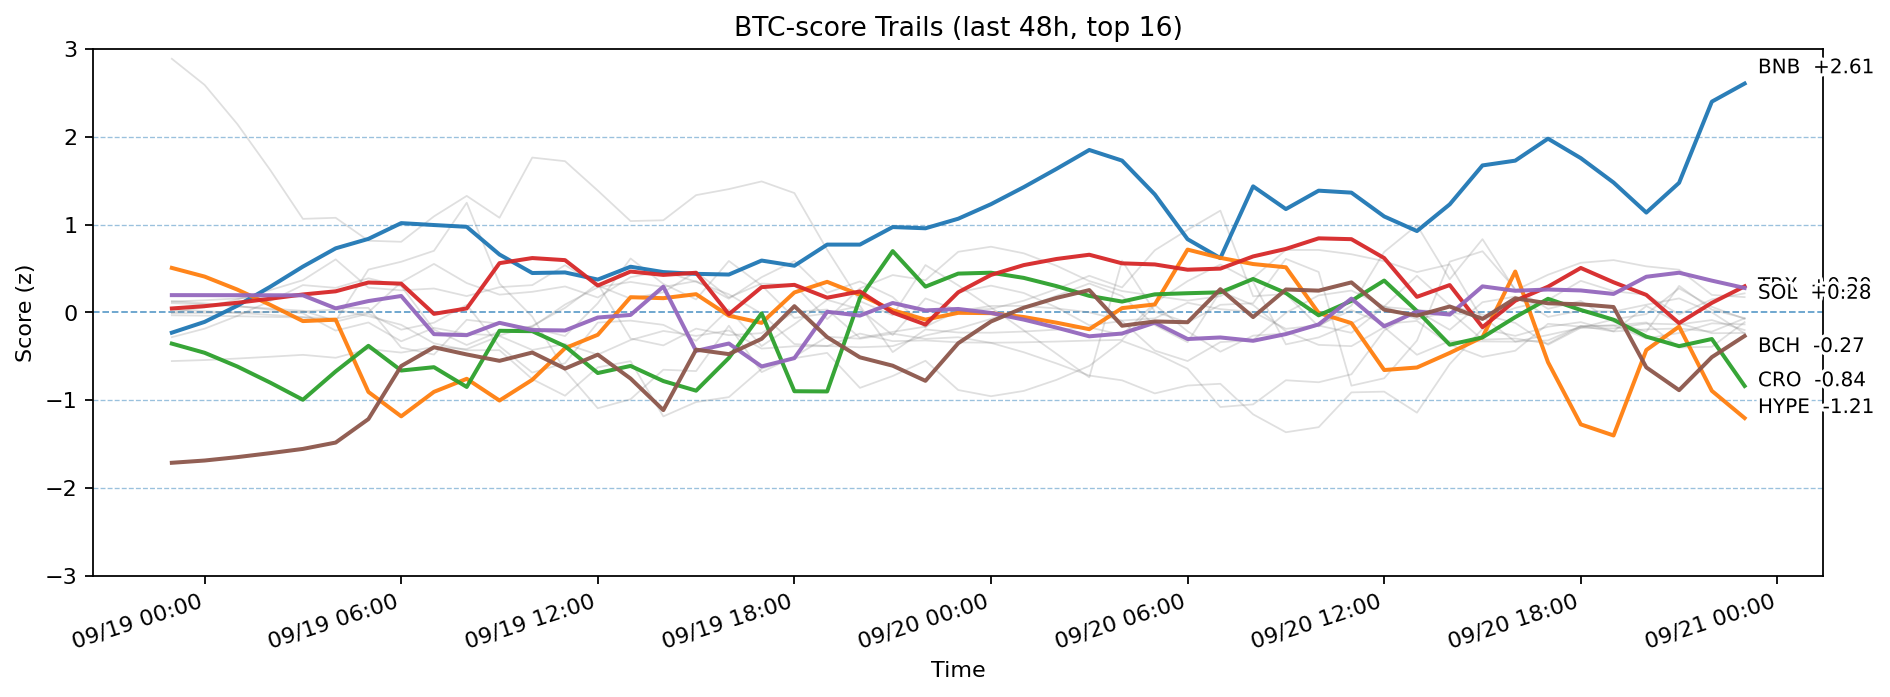 BTC-score Trails (last 48h, top 16)
Score (z)
3
2
1
0
−1
−2
−3
BNB +2.61
SOL +0.28
BCH -0.27
CRO -0.84
HYPE -1.21
09/19 00:00
09/19 06:00
09/19 12:00
09/19 18:00
09/20 00:00
09/20 06:00
09/20 12:00
09/20 18:00
09/21 00:00
Time